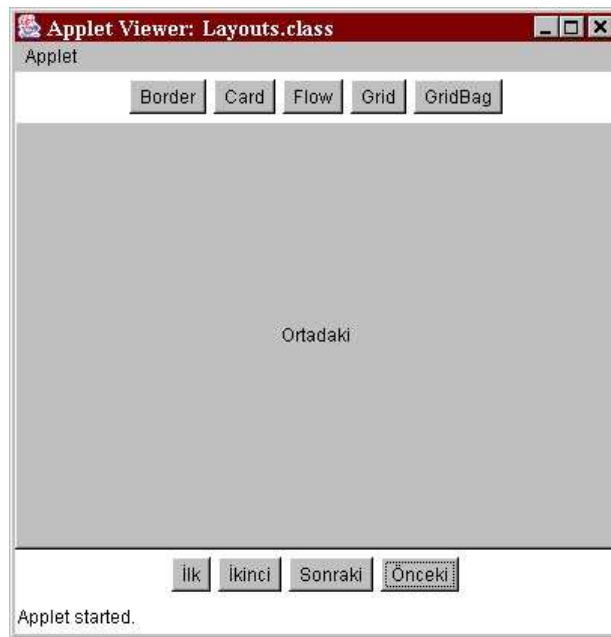 Applet Viewer: Layouts.class
Applet
Border Card Flow Grid GridBag
Ortadaki
İlk İkinci Sonraki Önceki
Applet started.